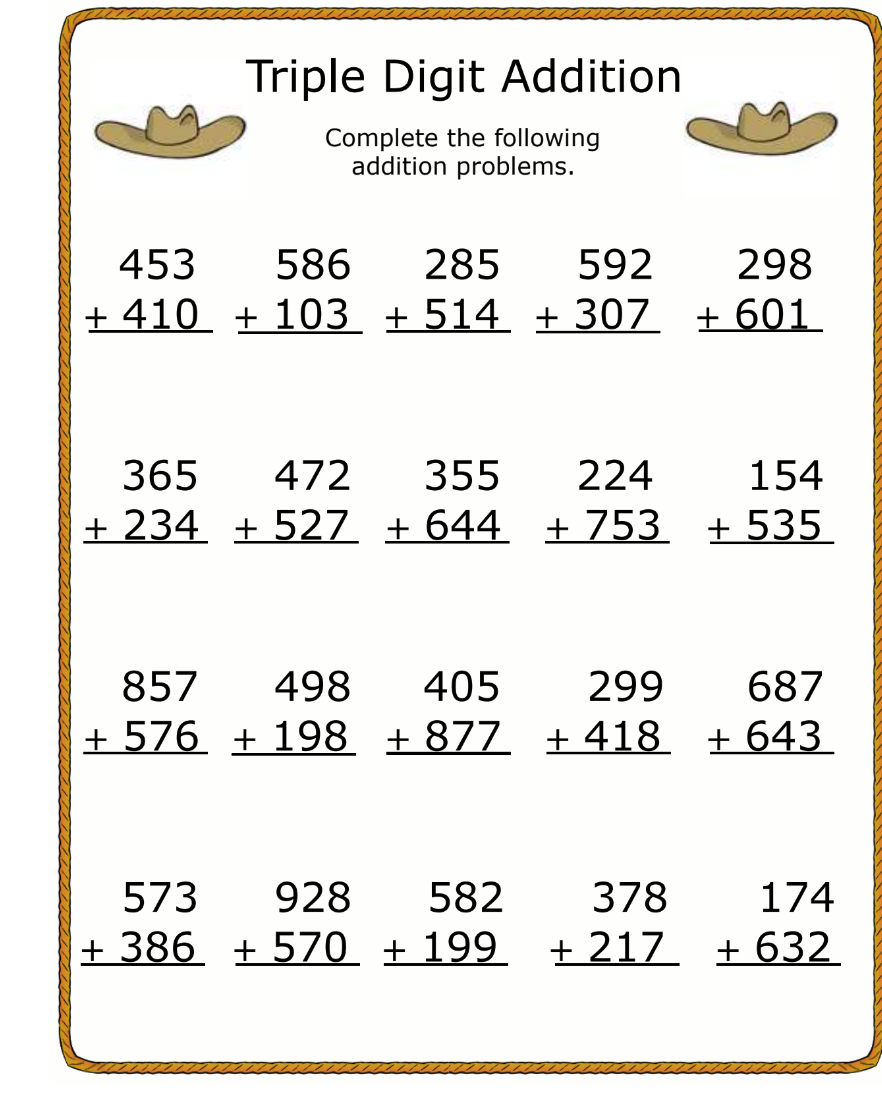 Triple Digit Addition
Complete the following
addition problems.
453 586 285 592 298
+ 410 + 103 + 514 + 307 + 601
365 472 355 224 154
+ 234 + 527 + 644 + 753 + 535
857 498 405 299 687
+ 576 + 198 + 877 + 418 + 643
573 928 582 378 174
+ 386 + 570 + 199 + 217 + 632